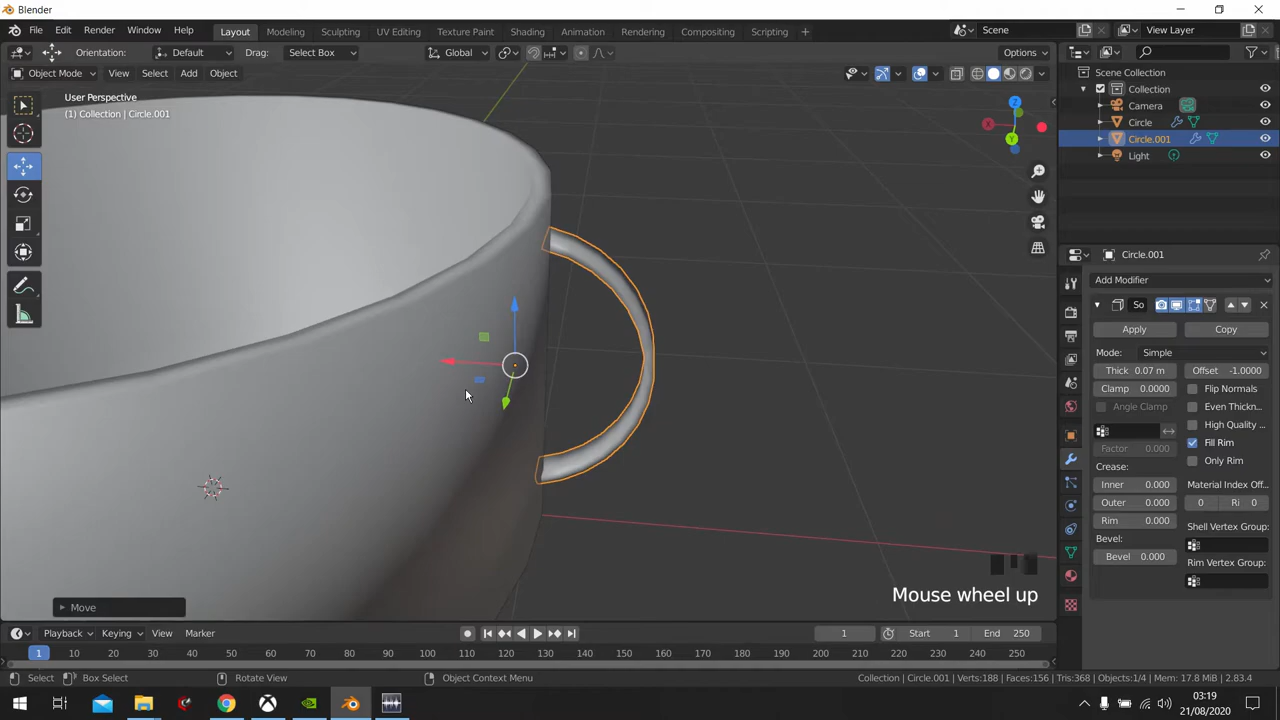 Blender
File Edit Render Window Help
Layout Modeling Sculpting UV Editing Texture Paint Shading Animation Rendering Compositing Scripting +
Scene
View Layer
Orientation: Default Drag: Select Box
Global
Options
Object Mode View Select Add Object
User Perspective
(1) Collection | Circle.001
Z
X
Y
Scene Collection
Collection
Camera
Circle
Circle.001
Light
Circle.001
Add Modifier
So
Apply Copy
Mode: Simple
Thick 0.07 m Offset -1.0000
Clamp 0.0000 Flip Normals
Angle Clamp Even Thickn...
High Quality ...
Factor 0.000 Fill Rim
Crease: Only Rim
Inner 0.000 Material Index Off...
Outer 0.000 0 Ri 0
Rim 0.000 Shell Vertex Group:
Bevel:
Bevel 0.000 Rim Vertex Group:
Mouse wheel up
Move
Playback Keying View Marker
1 Start 1 End 250
1 10 20 30 40 50 60 70 80 90 100 110 120 130 140 150 160 170 180 190 200 210 220 230 240 250
Select Box Select Rotate View Object Context Menu
Collection | Circle.001 | Verts:188 | Faces:156 | Tris:368 | Objects:1/4 | Mem: 17.8 MiB | 2.83.4
03:19
21/08/2020